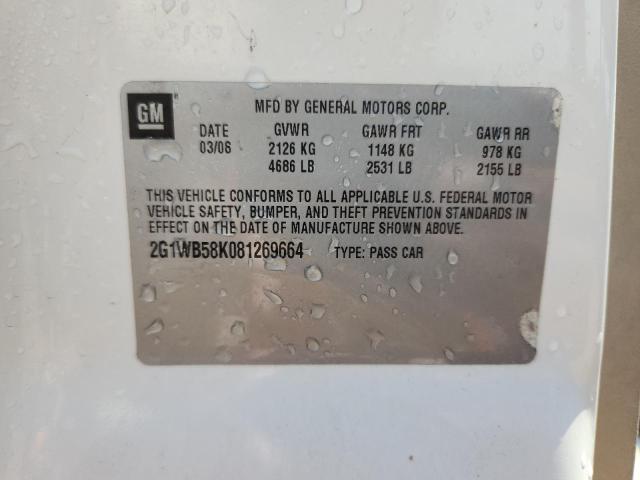 GM
MFD BY GENERAL MOTORS CORP.
DATE GVWR GAWR FRT GAWR RR
03/08 2126 KG 1148 KG 978 KG
4686 LB 2531 LB 2155 LB
THIS VEHICLE CONFORMS TO ALL APPLICABLE U.S. FEDERAL MOTOR
VEHICLE SAFETY, BUMPER, AND THEFT PREVENTION STANDARDS IN
EFFECT ON THE DATE OF MANUFACTURE SHOWN ABOVE.
2G1WB58K081269664 TYPE: PASS CAR